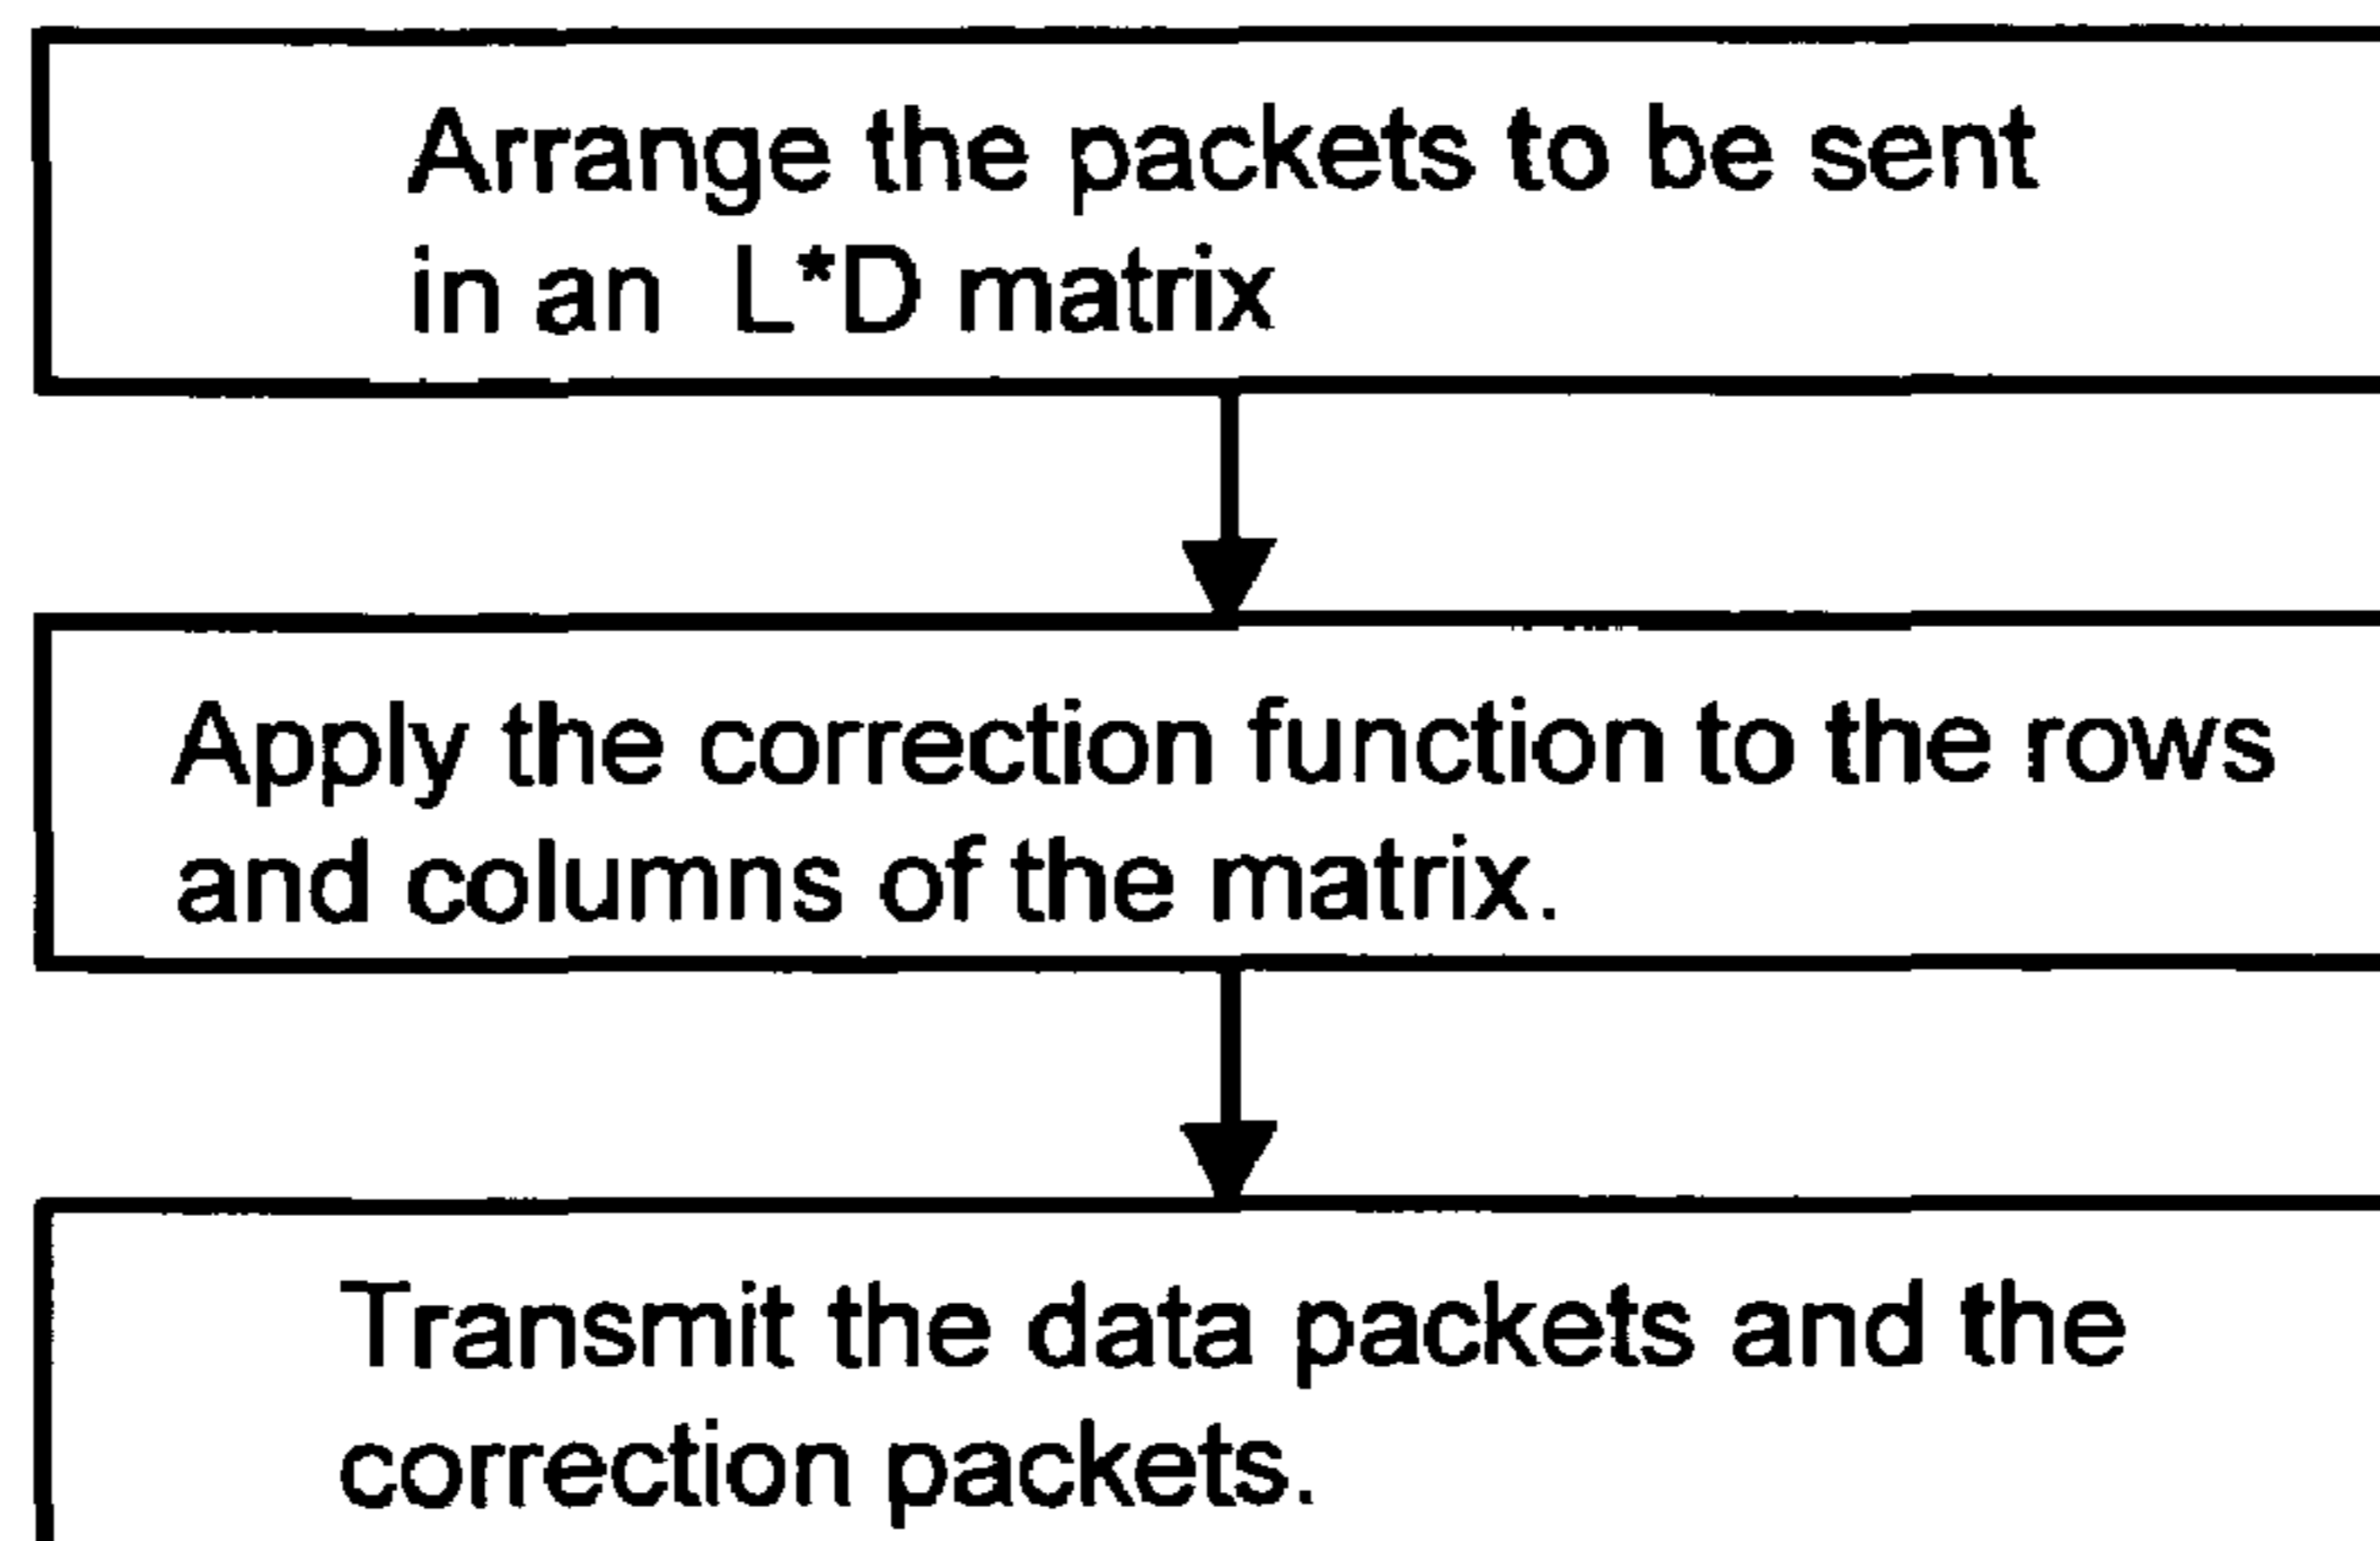 Arrange the packets to be sent
in an L*D matrix
Apply the correction function to the rows
and columns of the matrix.
Transmit the data packets and the
correction packets.